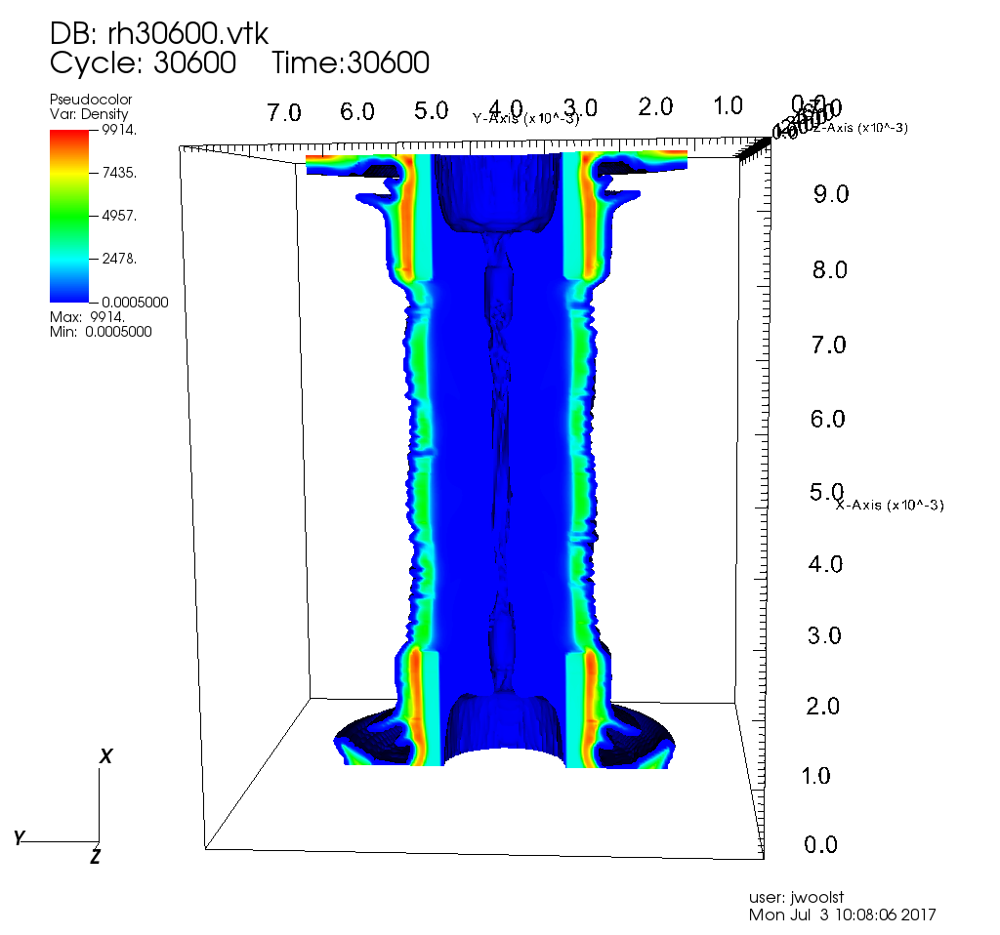 DB: rh30600.vtk
Cycle: 30600 Time:30600
Pseudocolor
Var: Density
9914.
7435.
4957.
2478.
0.0005000
Max: 9914.
Min: 0.0005000
7.0 6.0 5.0 4.0 3.0 2.0 1.0 0.0
Y-Axis (x10^-3)
Z-Axis (x10^-3)
9.0
8.0
7.0
6.0
5.0
X-Axis (x10^-3)
4.0
3.0
2.0
1.0
0.0
X
Y
Z
user: jwoolst
Mon Jul 3 10:08:06 2017